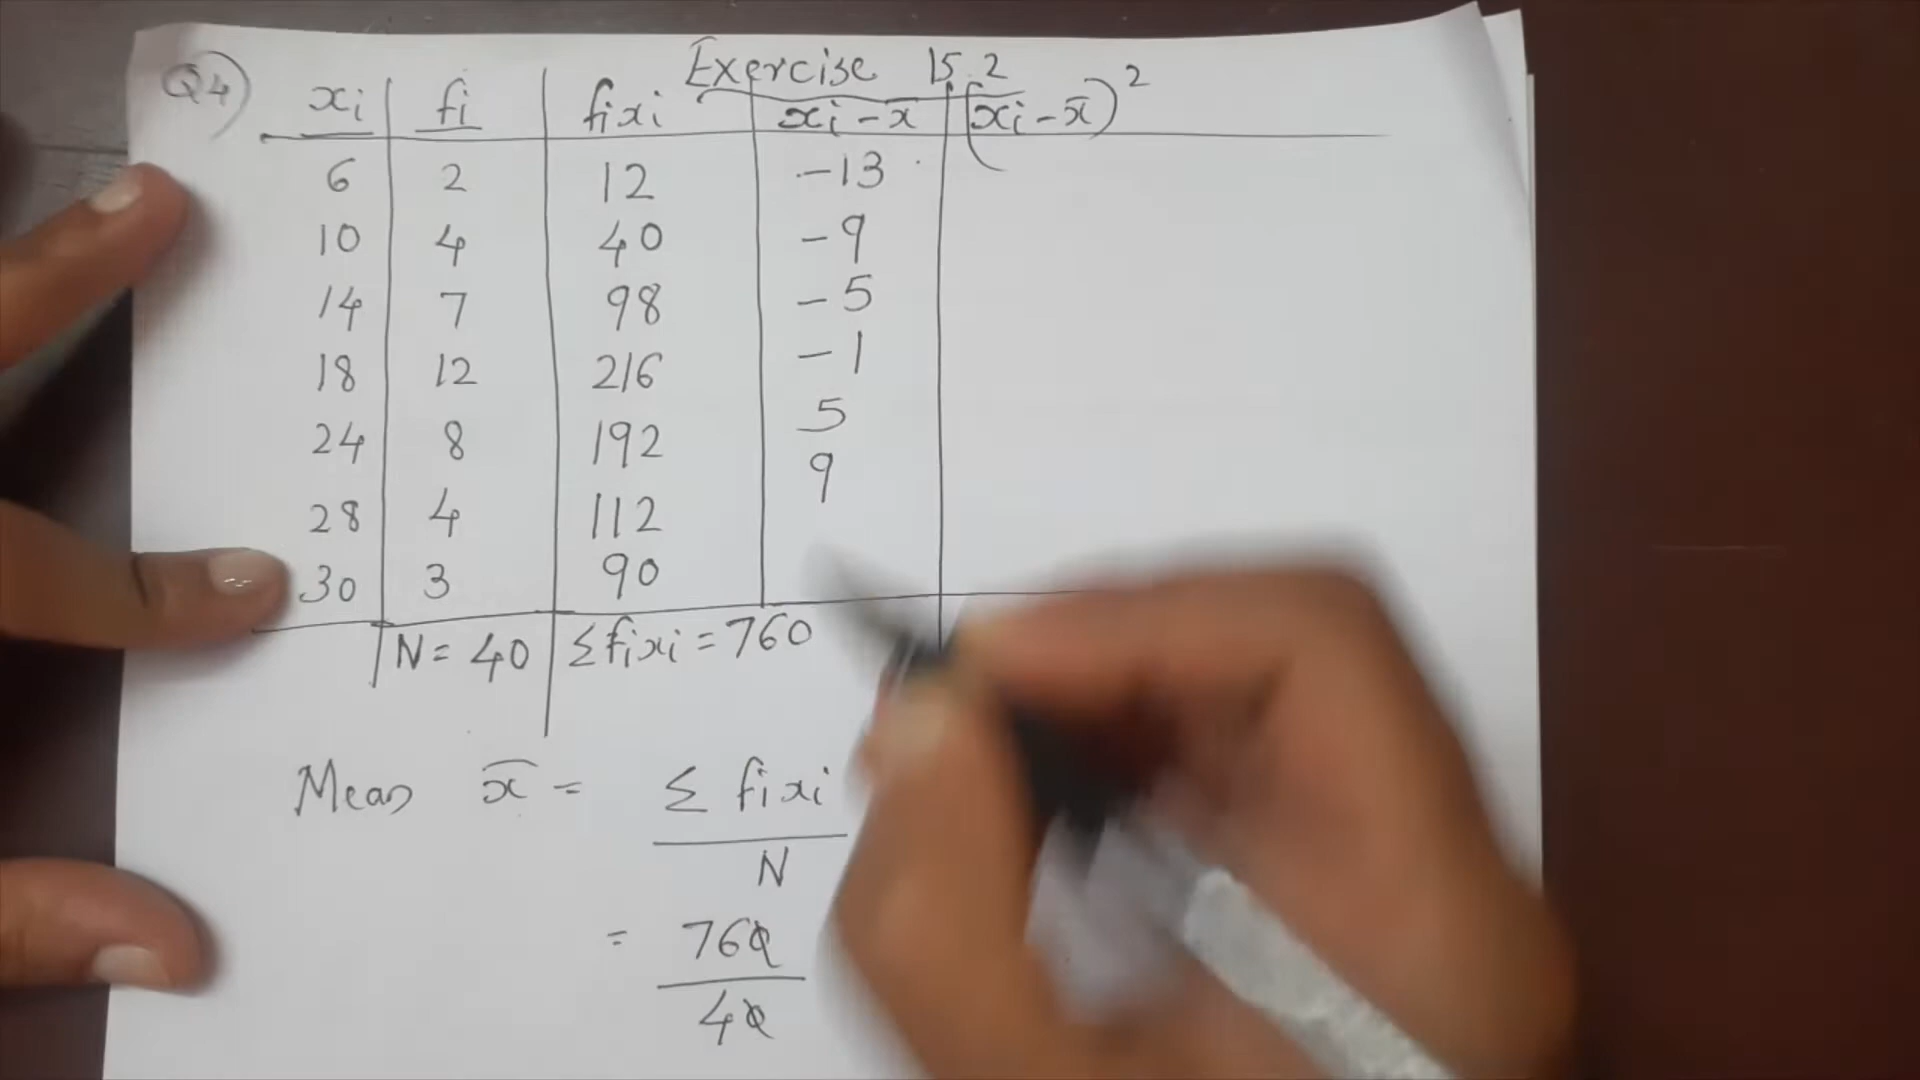 Exercise 15.2
Q4) xi fi fixi xi - x̄ (xi - x̄)²
6 2 12 -13
10 4 40 -9
14 7 98 -5
18 12 216 -1
24 8 192 5
28 4 112 9
30 3 90
N = 40 Σfixi = 760
Mean x̄ = Σ fixi
N
= 760
40